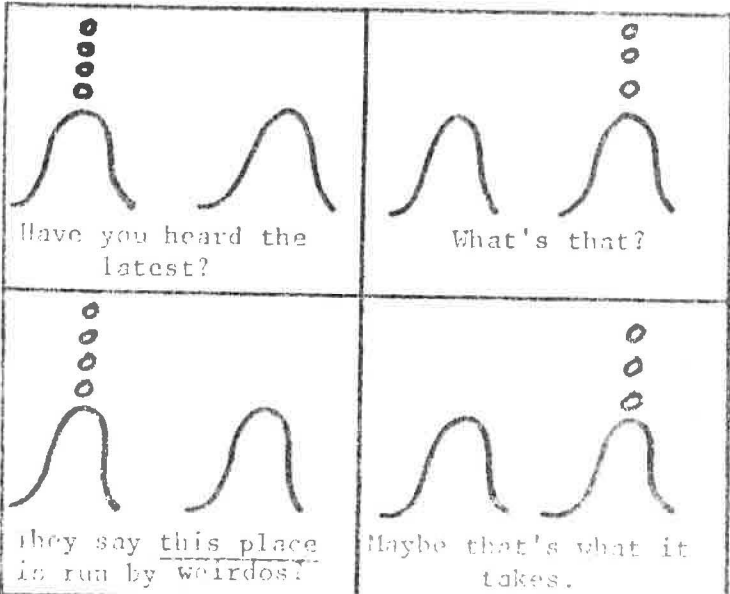 Have you heard the
latest?
What's that?
They say this place
is run by weirdos!
Maybe that's what it
takes.